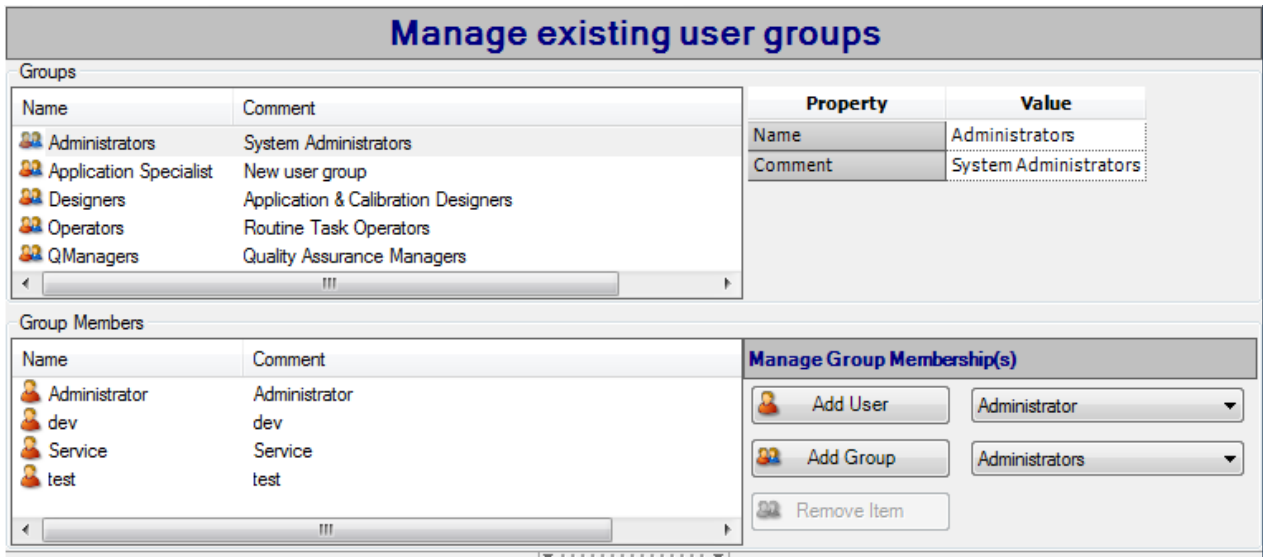 Manage existing user groups
Groups
Name Comment
Administrators System Administrators
Application Specialist New user group
Designers Application & Calibration Designers
Operators Routine Task Operators
QManagers Quality Assurance Managers
Property Value
Name Administrators
Comment System Administrators
Group Members
Name Comment
Administrator Administrator
dev dev
Service Service
test test
Manage Group Membership(s)
Add User Administrator
Add Group Administrators
Remove Item